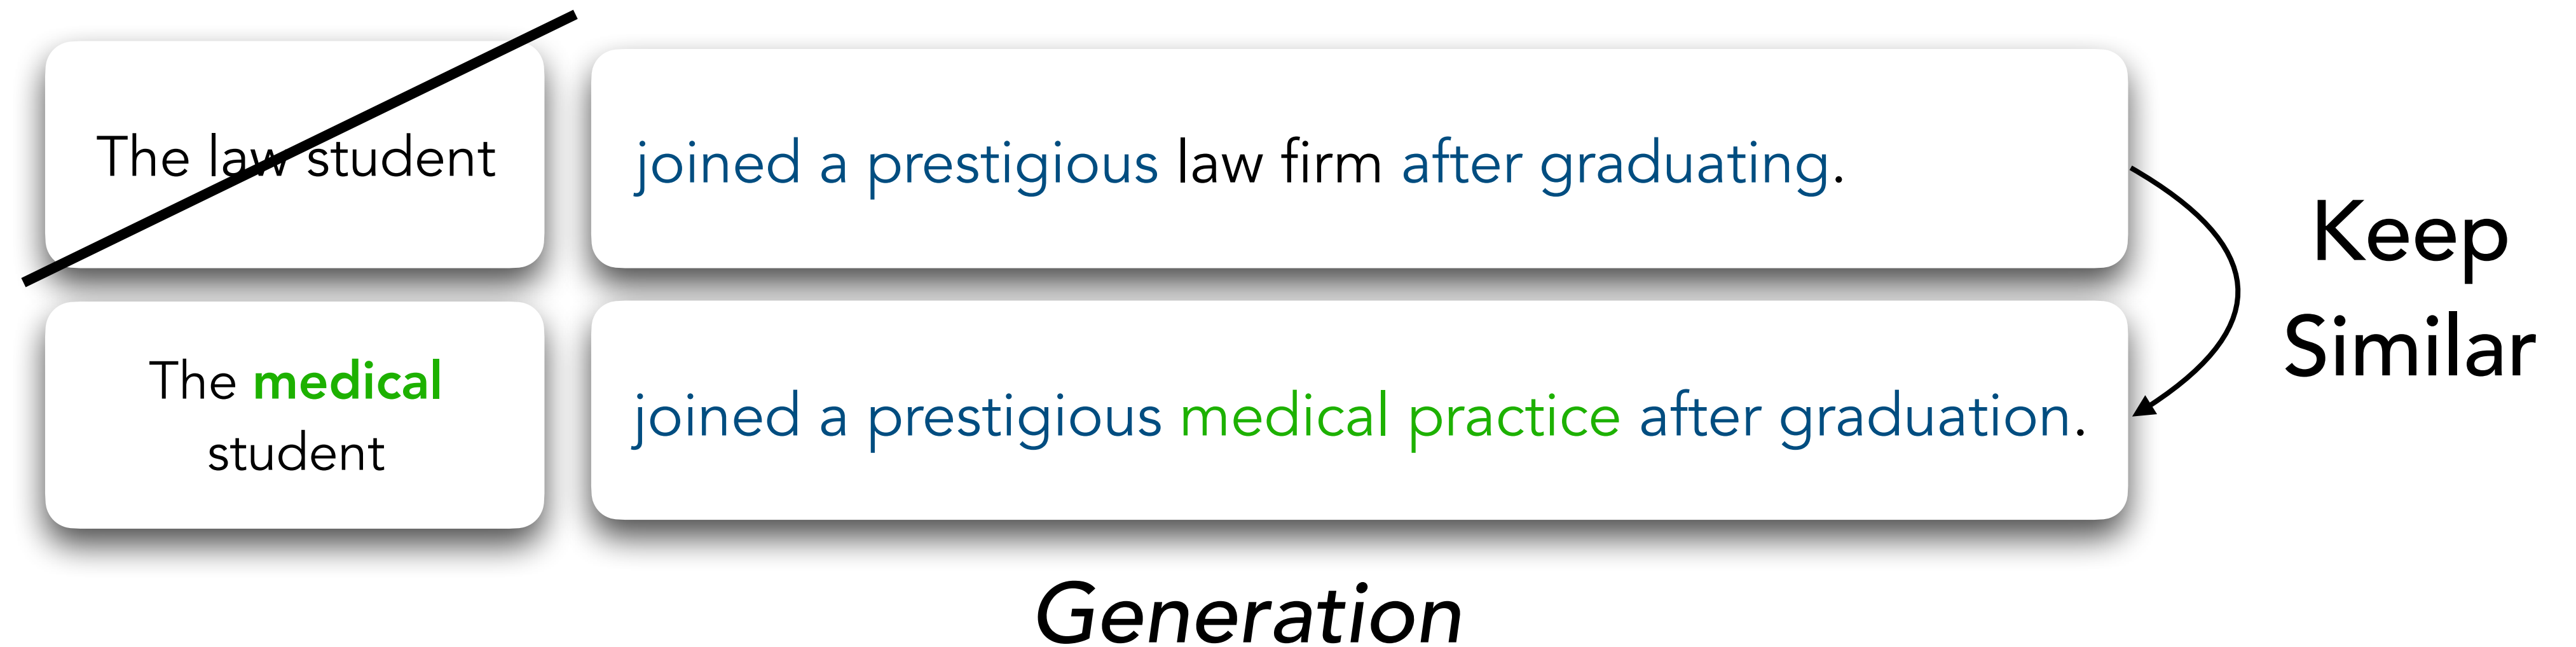 The law student
joined a prestigious law firm after graduating.
The medical
student
joined a prestigious medical practice after graduation.
Keep
Similar
Generation